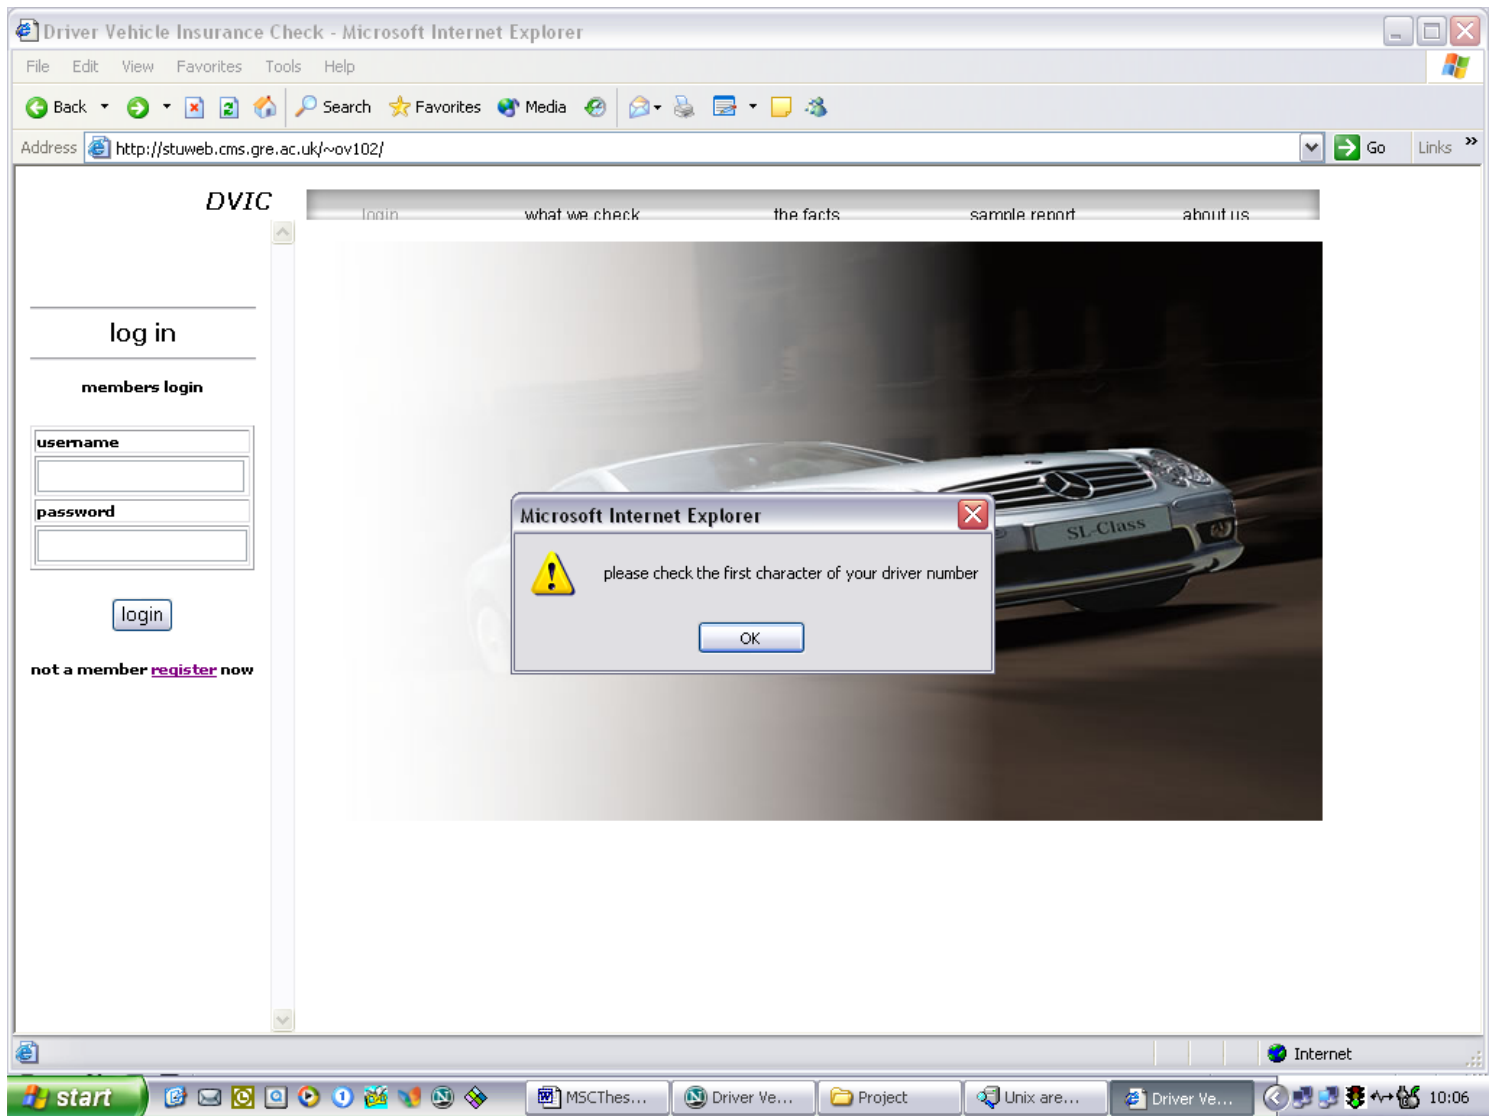 Driver Vehicle Insurance Check - Microsoft Internet Explorer
File Edit View Favorites Tools Help
Back Search Favorites Media
Address http://stuweb.cms.gre.ac.uk/~ov102/ Go Links »
DVIC
login what we check the facts sample report about us
log in
members login
username
password
login
not a member register now
SL-Class
Microsoft Internet Explorer
please check the first character of your driver number
OK
Internet
start MSCThes... Driver Ve... Project Unix are... Driver Ve... 10:06